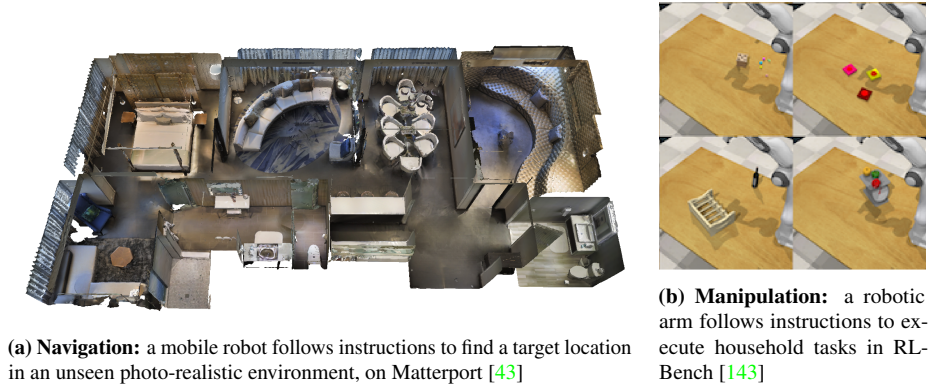 (a) Navigation: a mobile robot follows instructions to find a target location
in an unseen photo-realistic environment, on Matterport [43]
(b) Manipulation: a robotic
arm follows instructions to ex-
ecute household tasks in RL-
Bench [143]